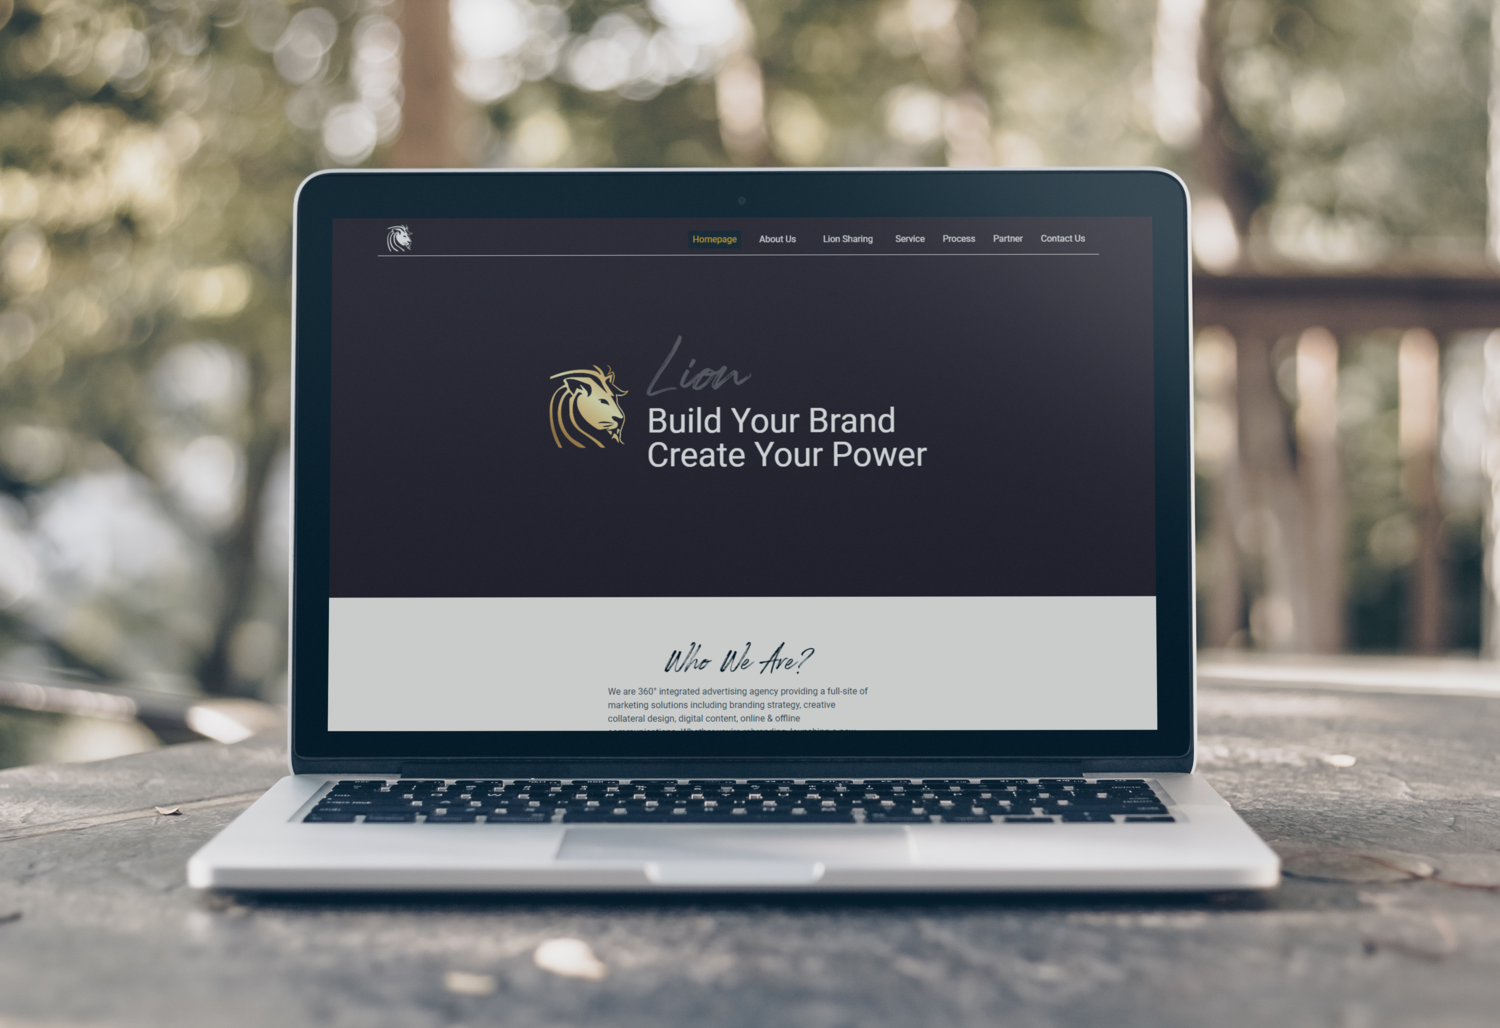 Homepage About Us Lion Sharing Service Process Partner Contact Us
Lion
Build Your Brand
Create Your Power
Who We Are?
We are 360° integrated advertising agency providing a full-site of
marketing solutions including branding strategy, creative
collateral design, digital content, online & offline